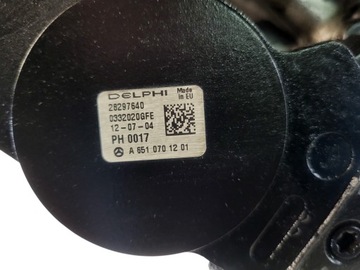 DELPHI Made in EU
28297640
0332020GFE
12-07-04
PH 0017
A 651 070 12 01